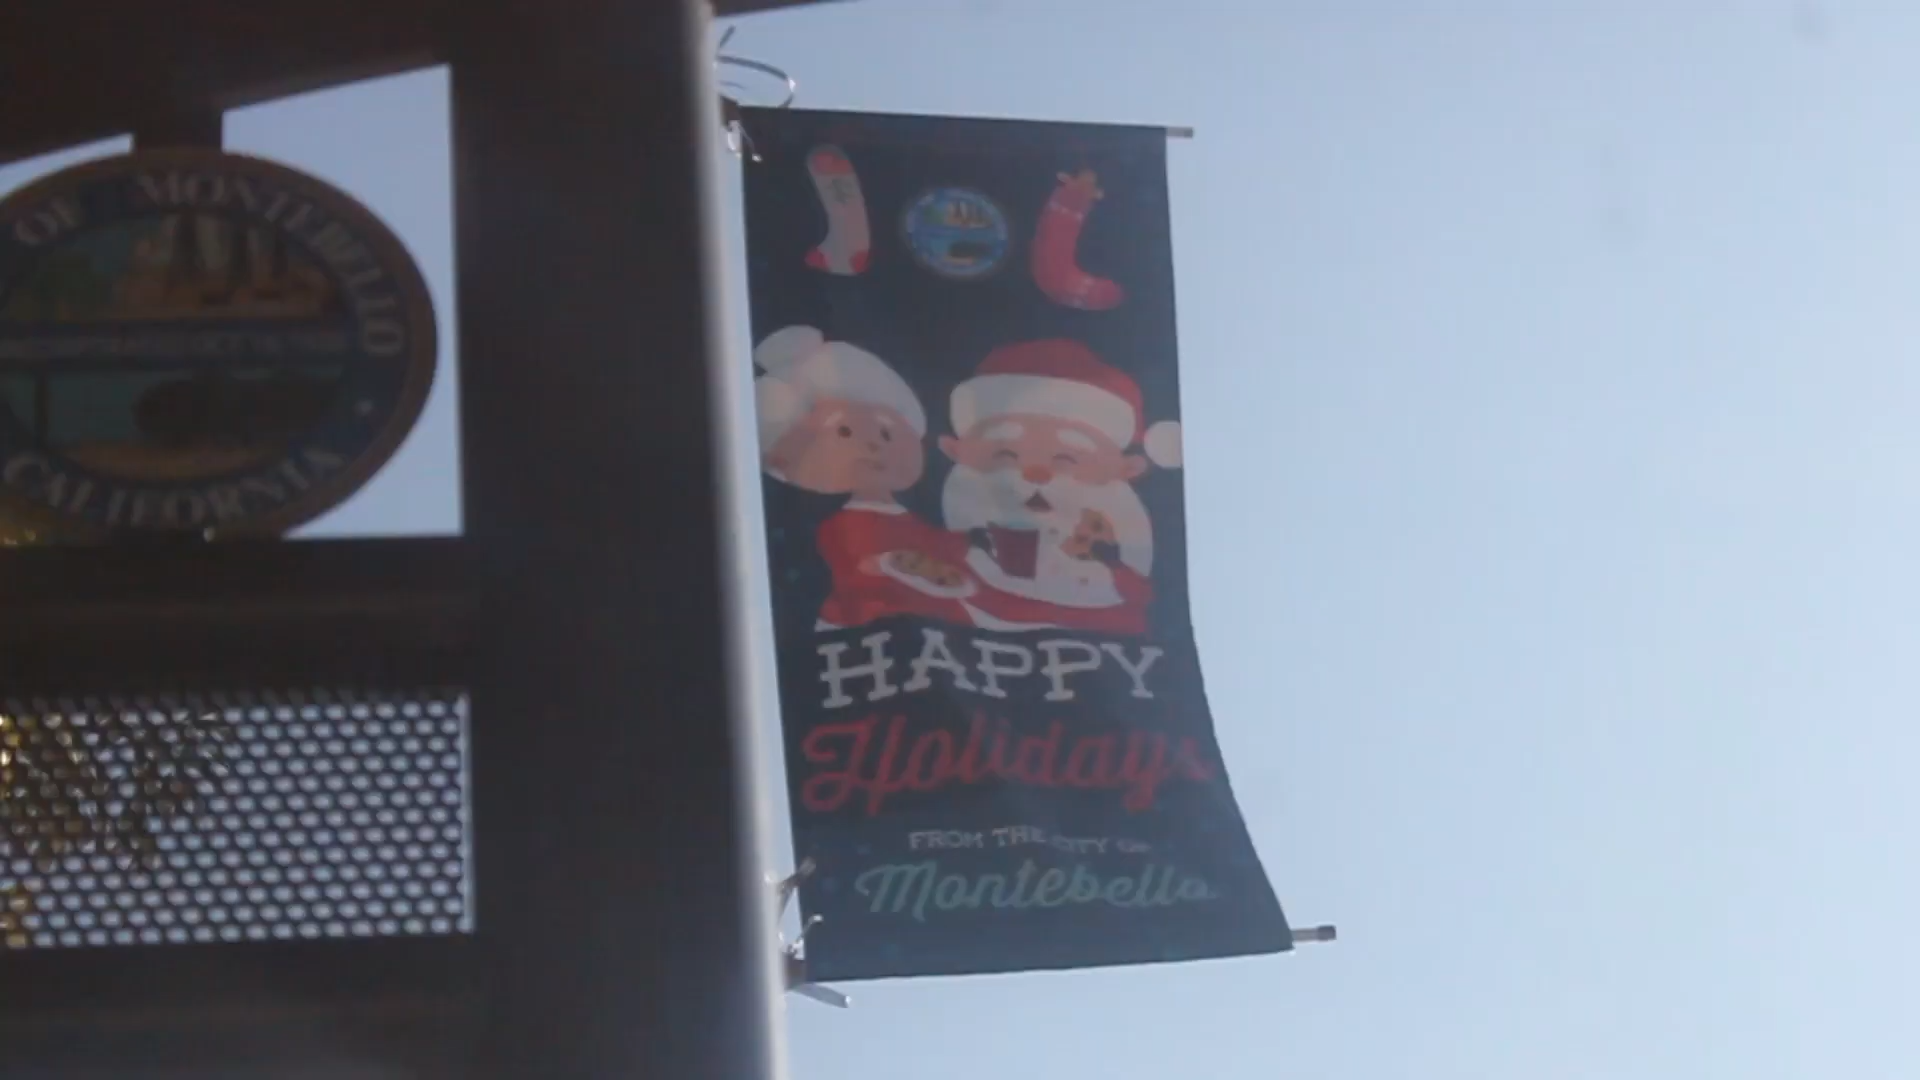 OF MONTEBELLO
CALIFORNIA
HAPPY
Holidays
FROM THE CITY OF
Montebello